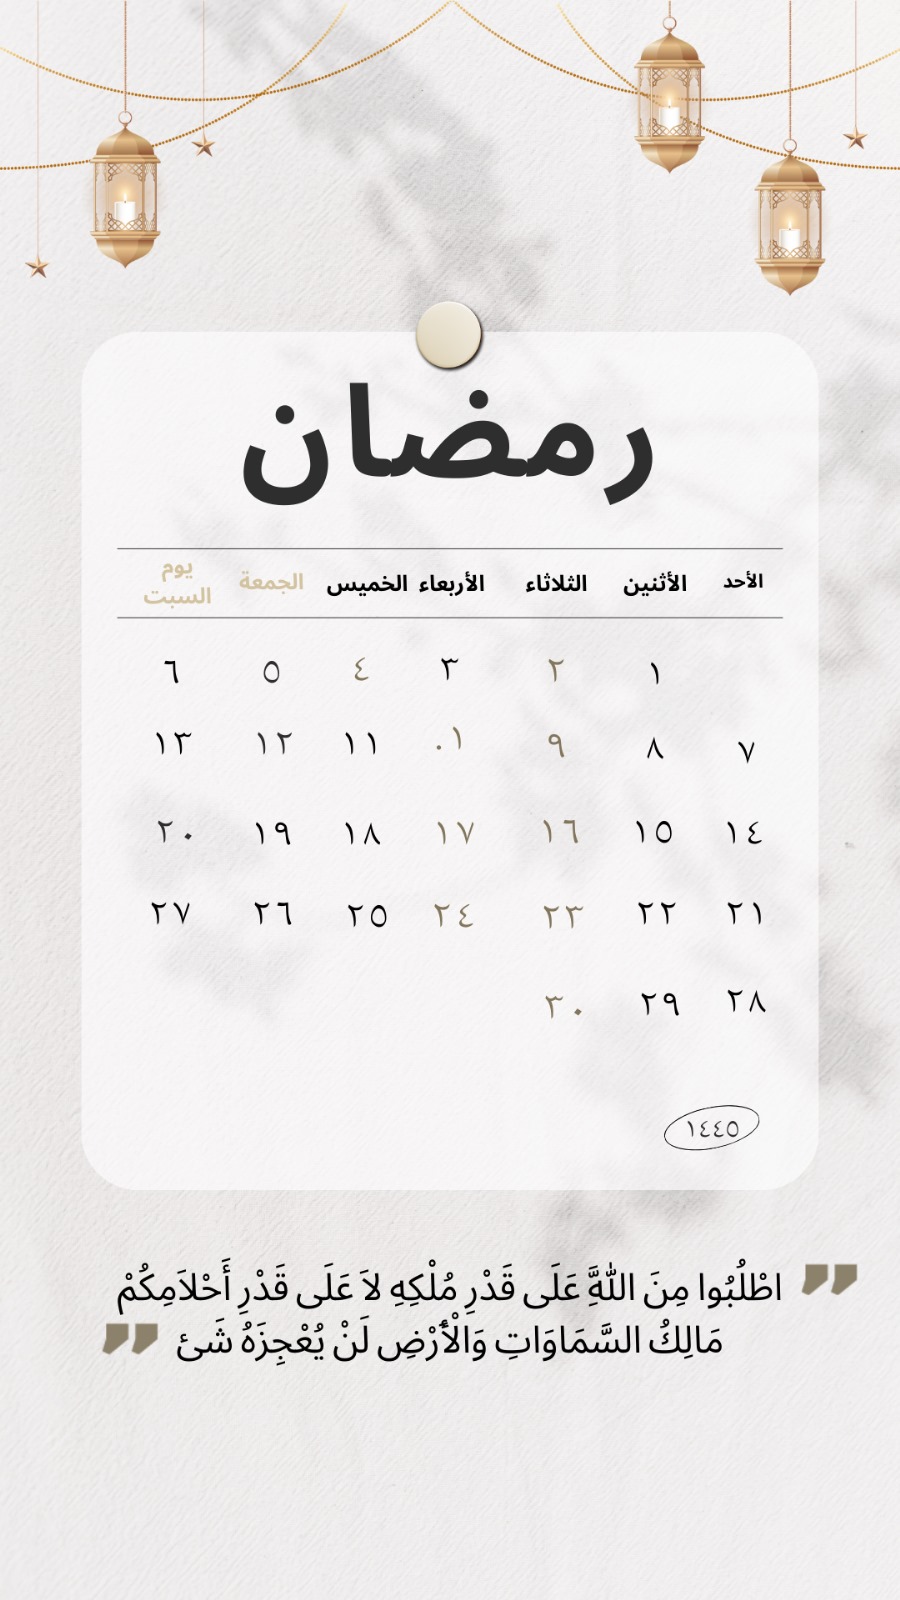 رمضان
الأحد الأثنين الثلاثاء الأربعاء الخميس الجمعة يوم السبت
١ ٢ ٣ ٤ ٥ ٦
٧ ٨ ٩ ١٠ ١١ ١٢ ١٣
١٤ ١٥ ١٦ ١٧ ١٨ ١٩ ٢٠
٢١ ٢٢ ٢٣ ٢٤ ٢٥ ٢٦ ٢٧
٢٨ ٢٩ ٣٠
١٤٤٥
اطْلُبُوا مِنَ اللَّهَِ عَلَى قَدْرِ مُلْكِهِ لاَ عَلَى قَدْرِ أَحْلاَمِكُمْ
مَالِكُ السَّمَاوَاتِ وَالْأَرْضِ لَنْ يُعْجِزَهُ شَئ